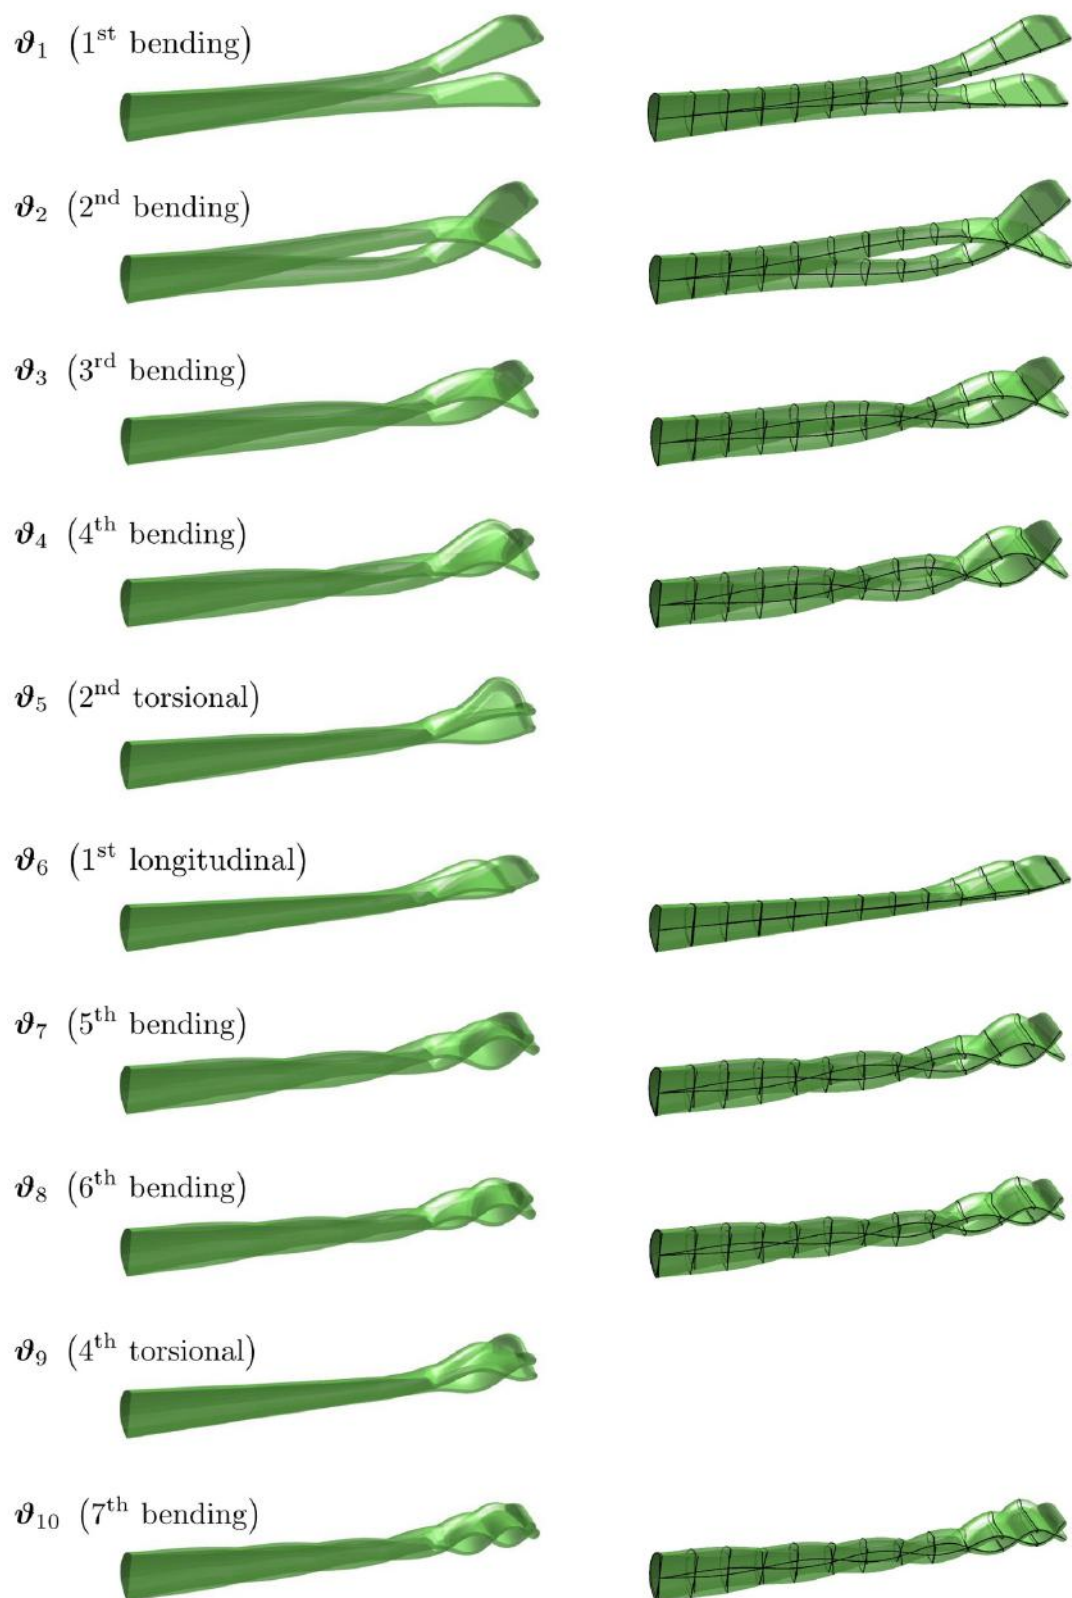 ϑ₁ (1ˢᵗ bending)
ϑ₂ (2ⁿᵈ bending)
ϑ₃ (3ʳᵈ bending)
ϑ₄ (4ᵗʰ bending)
ϑ₅ (2ⁿᵈ torsional)
ϑ₆ (1ˢᵗ longitudinal)
ϑ₇ (5ᵗʰ bending)
ϑ₈ (6ᵗʰ bending)
ϑ₉ (4ᵗʰ torsional)
ϑ₁₀ (7ᵗʰ bending)